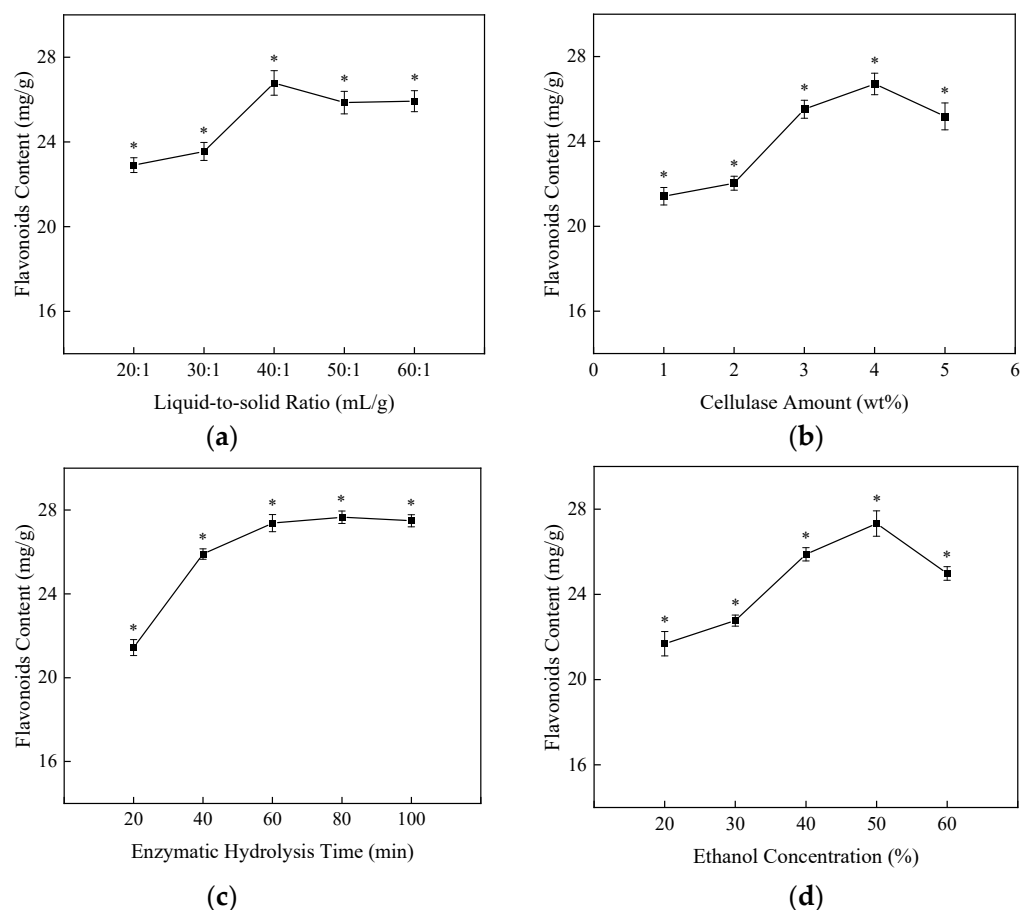 28
24
20
16
Flavonoids Content (mg/g)
* * * * *
20:1 30:1 40:1 50:1 60:1
Liquid-to-solid Ratio (mL/g)
(a)
28
24
20
16
Flavonoids Content (mg/g)
* * * * *
0 1 2 3 4 5 6
Cellulase Amount (wt%)
(b)
28
24
20
16
Flavonoids Content (mg/g)
* * * * *
20 40 60 80 100
Enzymatic Hydrolysis Time (min)
(c)
28
24
20
16
Flavonoids Content (mg/g)
* * * * *
20 30 40 50 60
Ethanol Concentration (%)
(d)